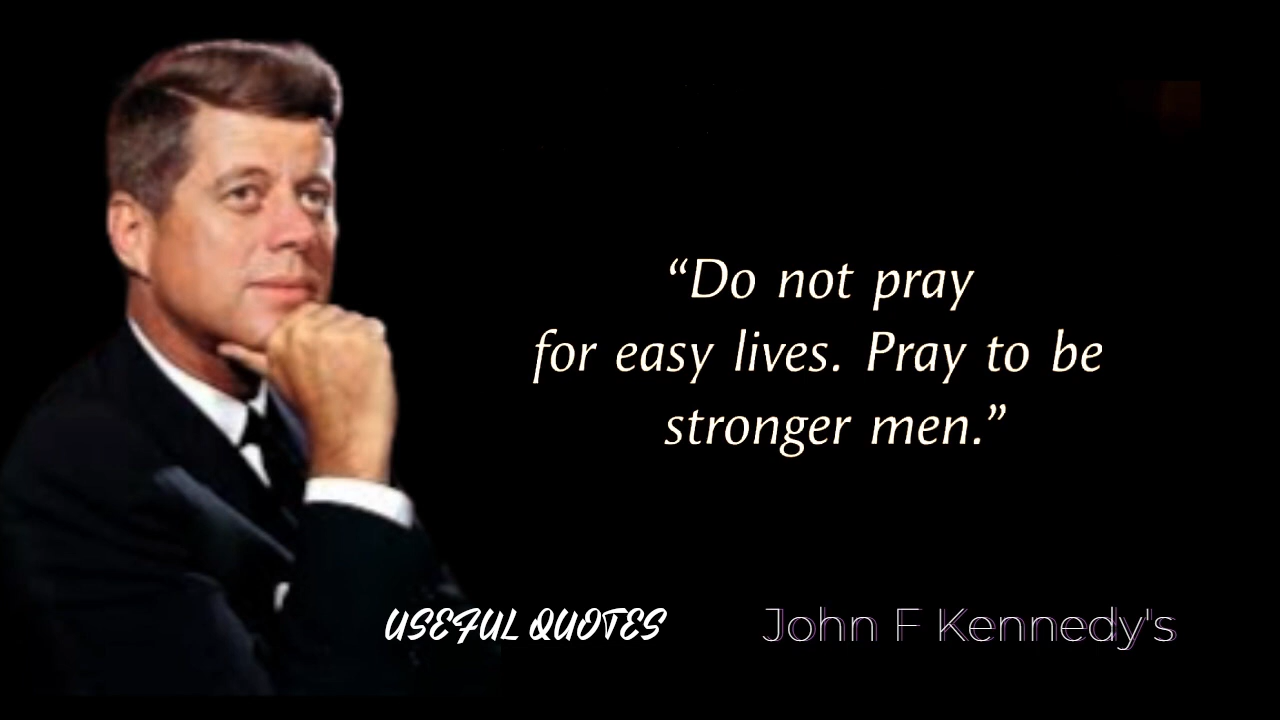 “Do not pray
for easy lives. Pray to be
stronger men.”
USEFUL QUOTES
John F Kennedy's